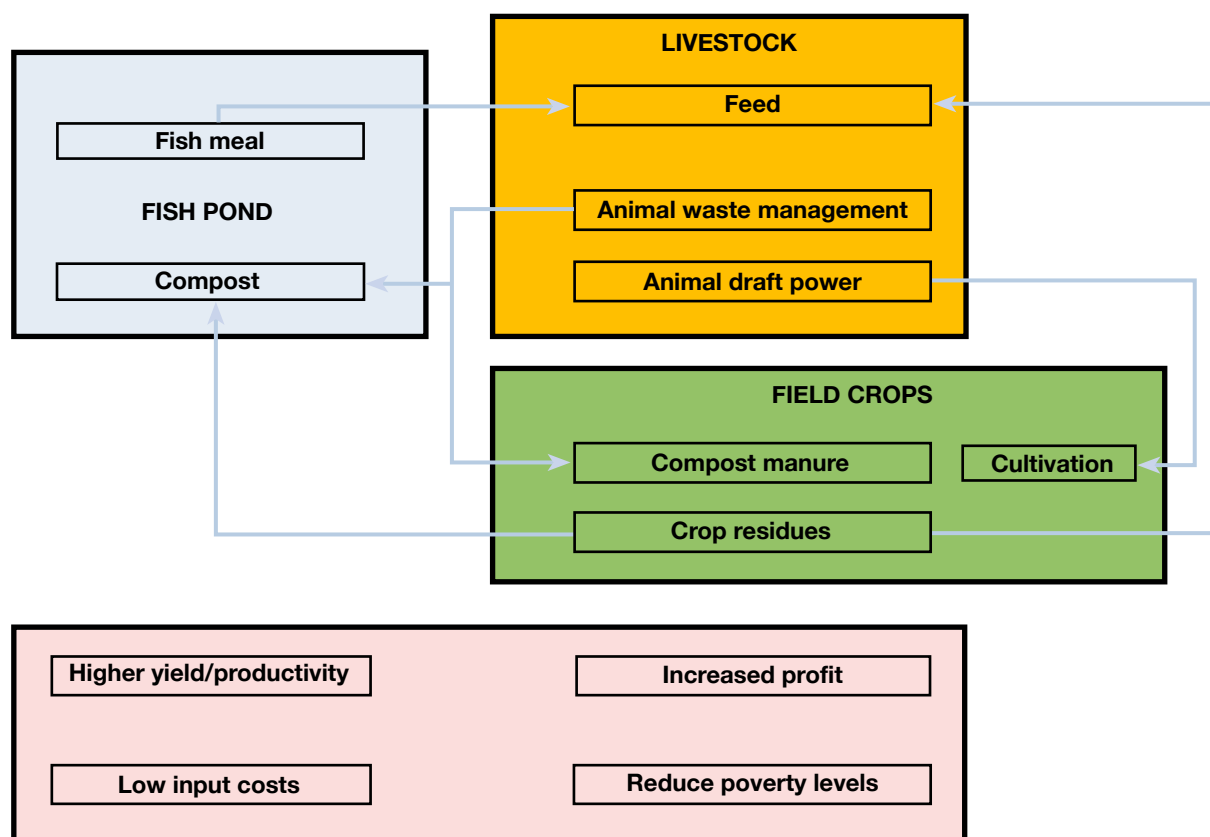 LIVESTOCK
Feed
Fish meal
FISH POND
Animal waste management
Compost
Animal draft power
FIELD CROPS
Compost manure
Cultivation
Crop residues
Higher yield/productivity
Increased profit
Low input costs
Reduce poverty levels